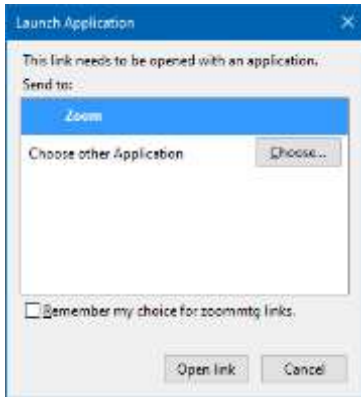 Launch Application
This link needs to be opened with an application.
Send to:
Zoom
Choose other Application
Choose...
Remember my choice for zoommtg links.
Open link
Cancel